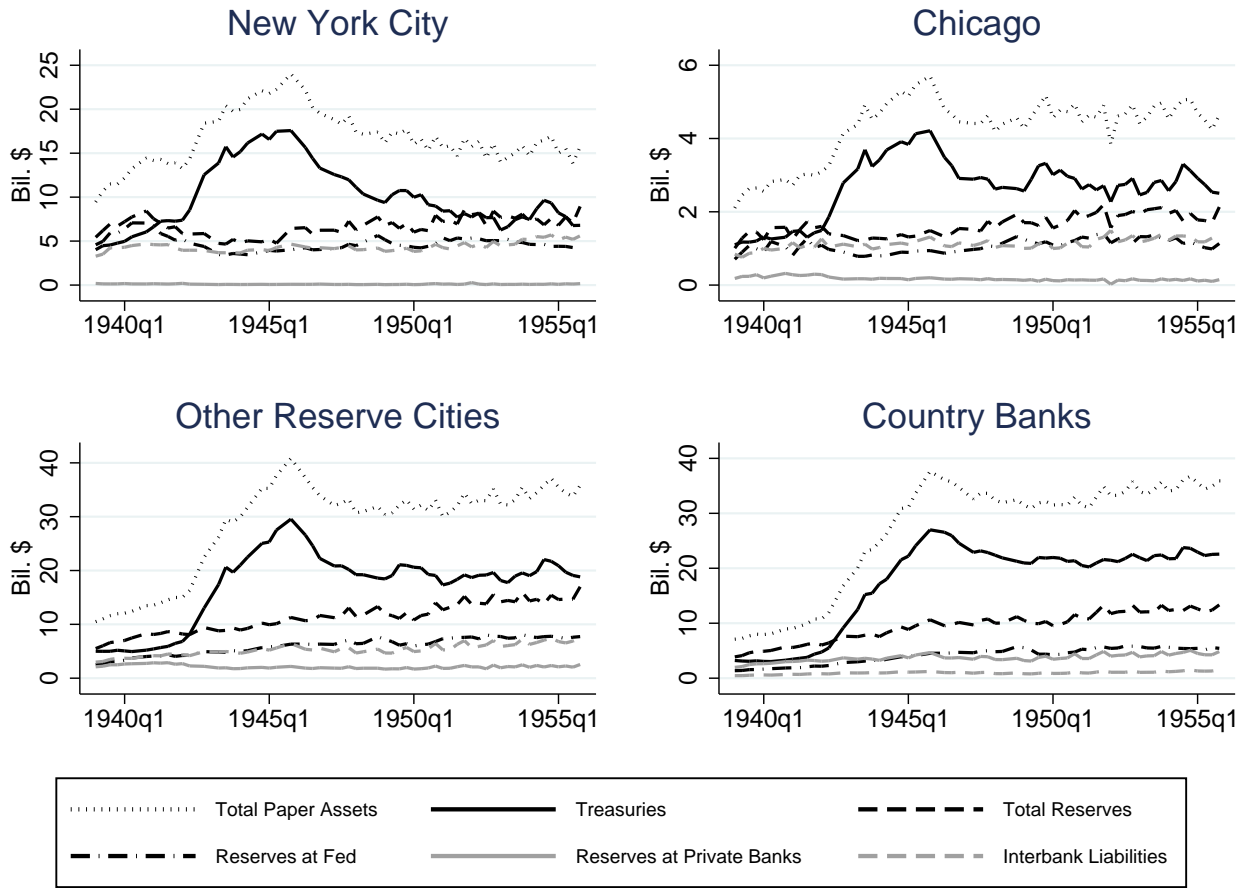 New York City
Bil. $
0
5
10
15
20
25
1940q1 1945q1 1950q1 1955q1
Chicago
Bil. $
0
2
4
6
1940q1 1945q1 1950q1 1955q1
Other Reserve Cities
Bil. $
0
10
20
30
40
1940q1 1945q1 1950q1 1955q1
Country Banks
Bil. $
0
10
20
30
40
1940q1 1945q1 1950q1 1955q1
Total Paper Assets Treasuries Total Reserves
Reserves at Fed Reserves at Private Banks Interbank Liabilities